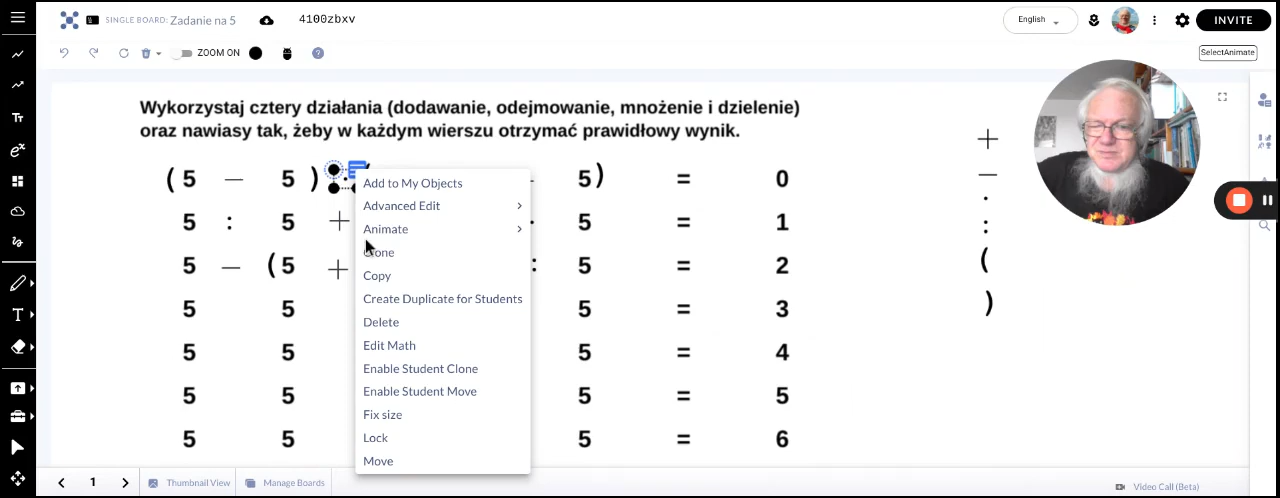 SINGLE BOARD: Zadanie na 5 4100zbxv English INVITE
ZOOM ON SelectAnimate
Wykorzystaj cztery działania (dodawanie, odejmowanie, mnożenie i dzielenie)
oraz nawiasy tak, żeby w każdym wierszu otrzymać prawidłowy wynik.
+
—
.
:
(
)
( 5 — 5 ) 5 ) = 0
5 : 5 + . 5 = 1
5 — ( 5 + : 5 = 2
5 5 5 = 3
5 5 5 = 4
5 5 5 = 5
5 5 5 = 6
Add to My Objects
Advanced Edit
Animate
Clone
Copy
Create Duplicate for Students
Delete
Edit Math
Enable Student Clone
Enable Student Move
Fix size
Lock
Move
1 Thumbnail View Manage Boards Video Call (Beta)